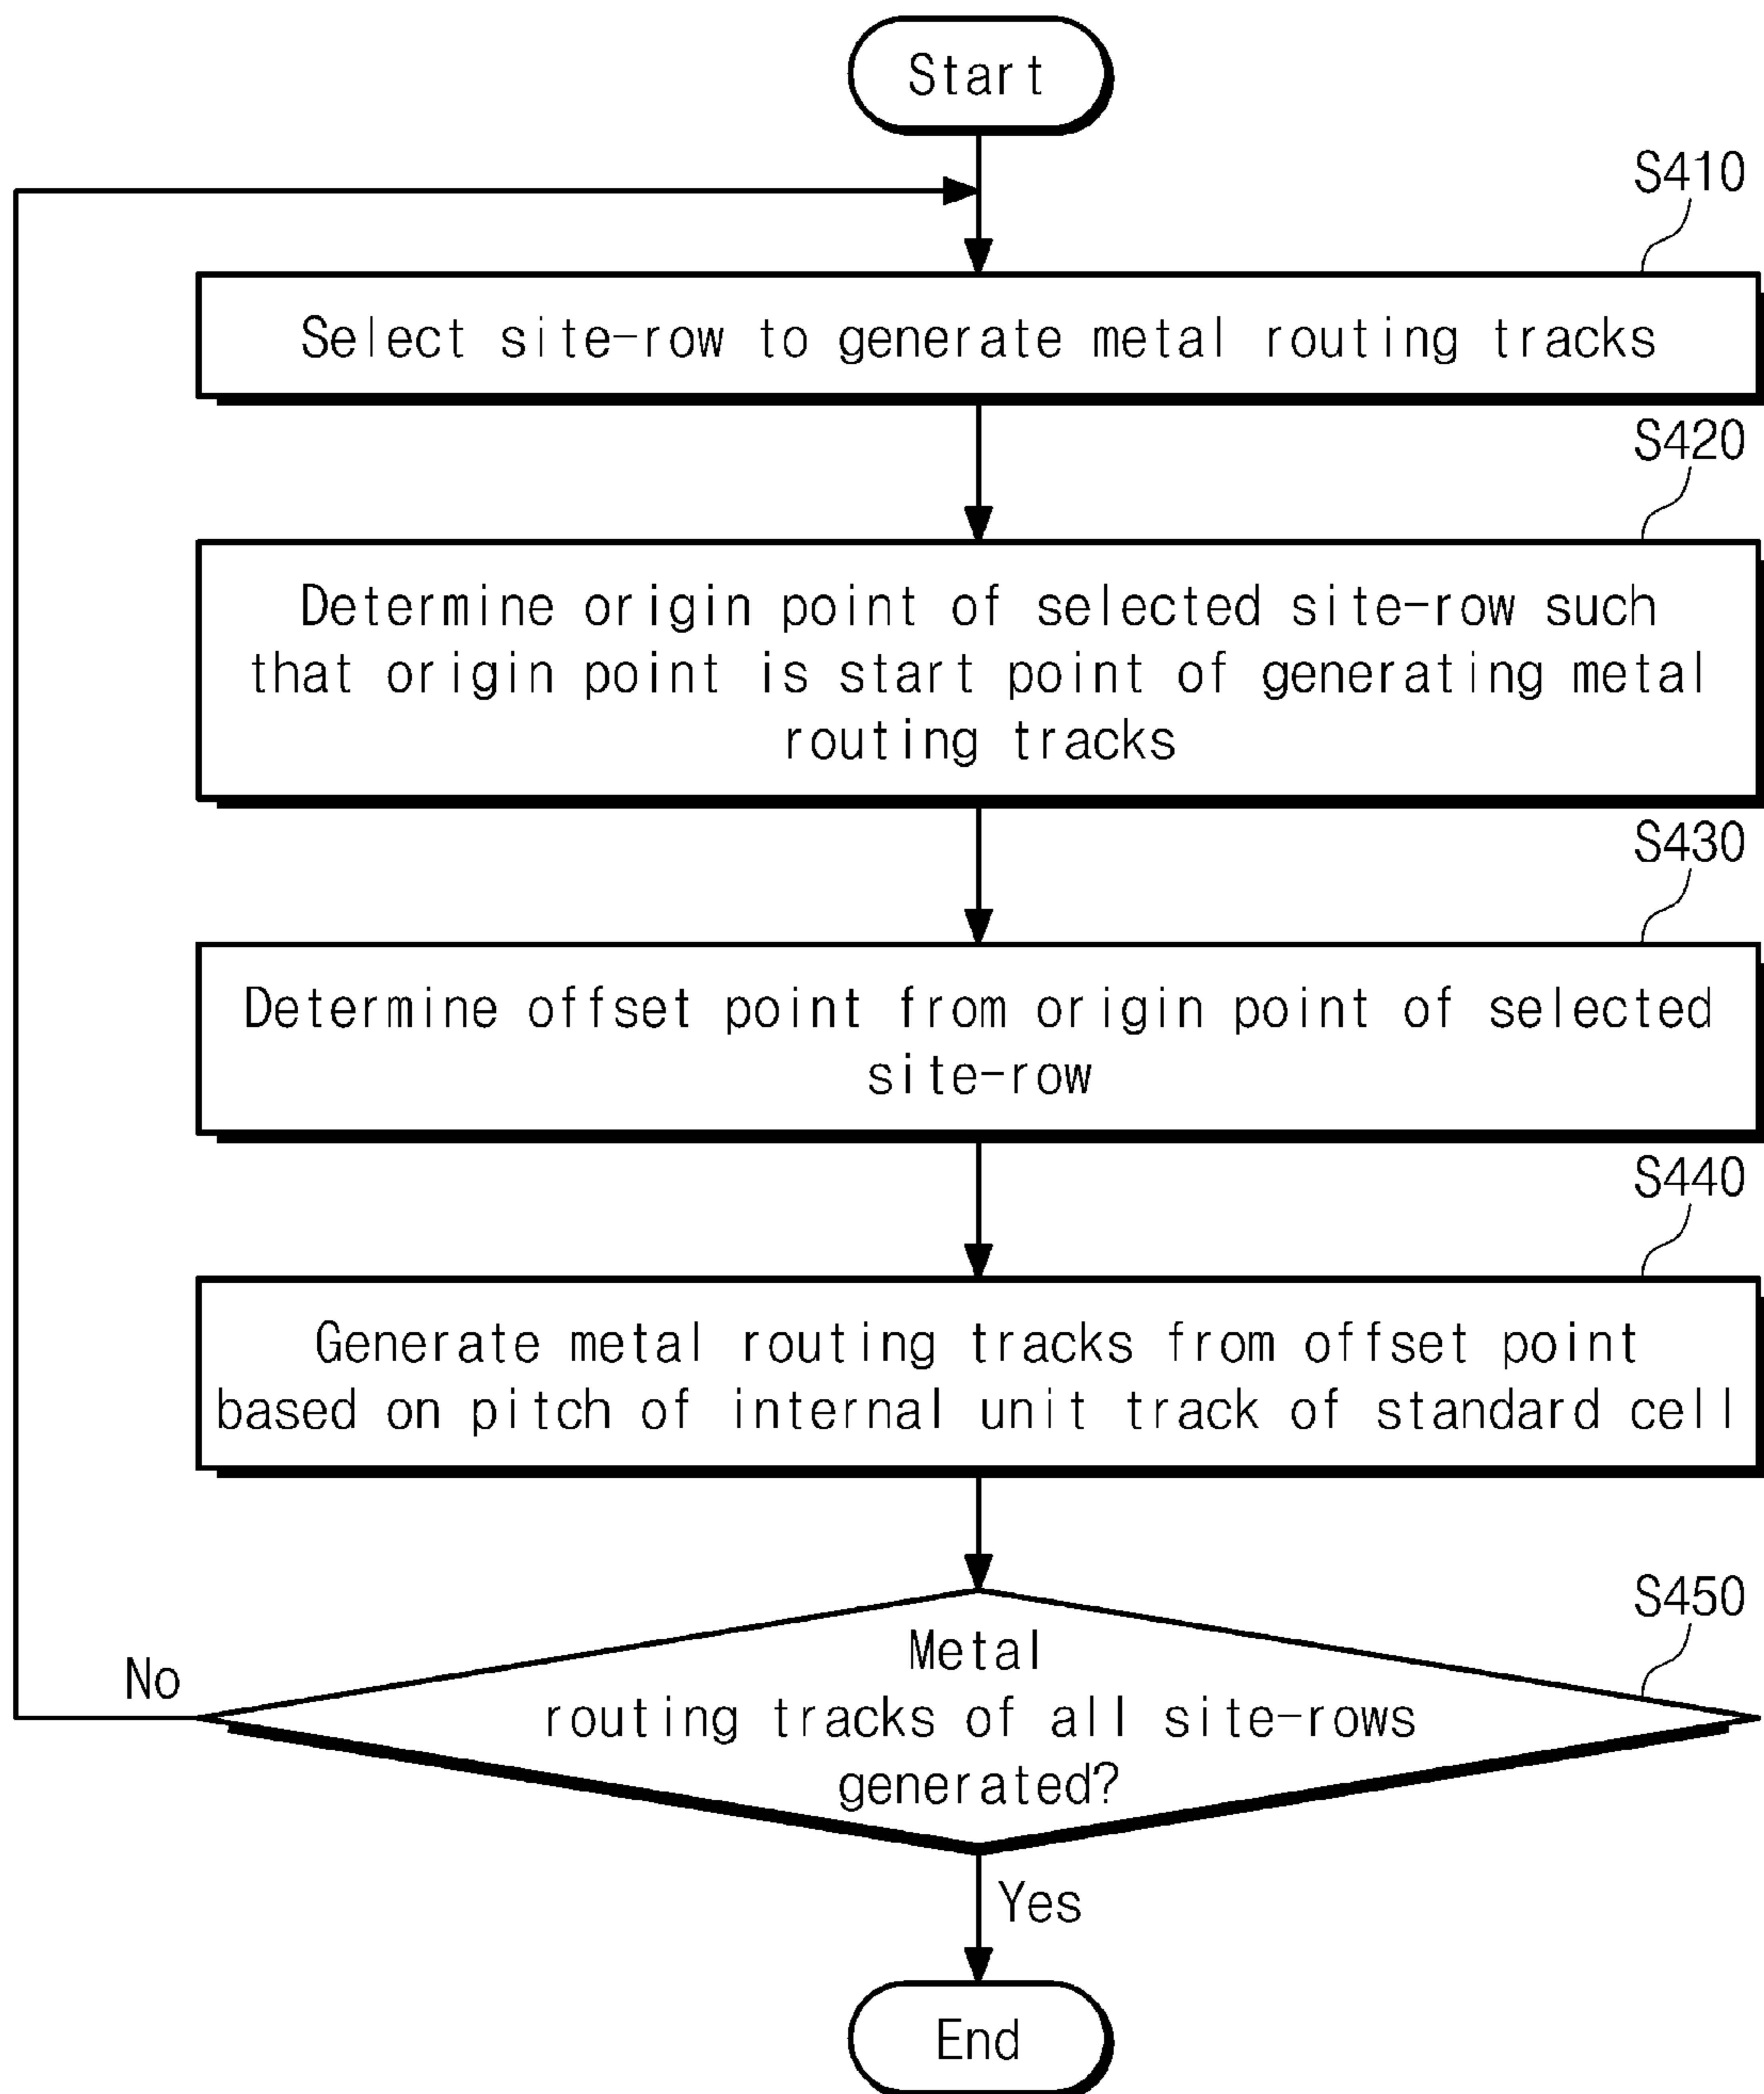 Start
S410
Select site-row to generate metal routing tracks
S420
Determine origin point of selected site-row such
that origin point is start point of generating metal
routing tracks
S430
Determine offset point from origin point of selected
site-row
S440
Generate metal routing tracks from offset point
based on pitch of internal unit track of standard cell
S450
Metal
No
routing tracks of all site-rows
generated?
Yes
End